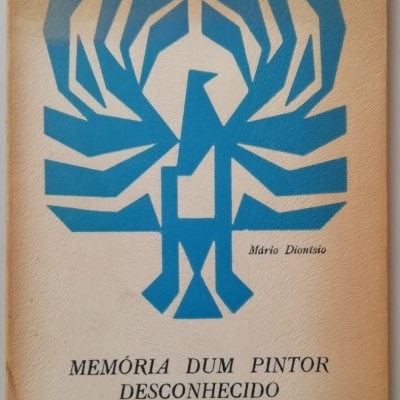 Mário Dionísio
MEMÓRIA DUM PINTOR
DESCONHECIDO